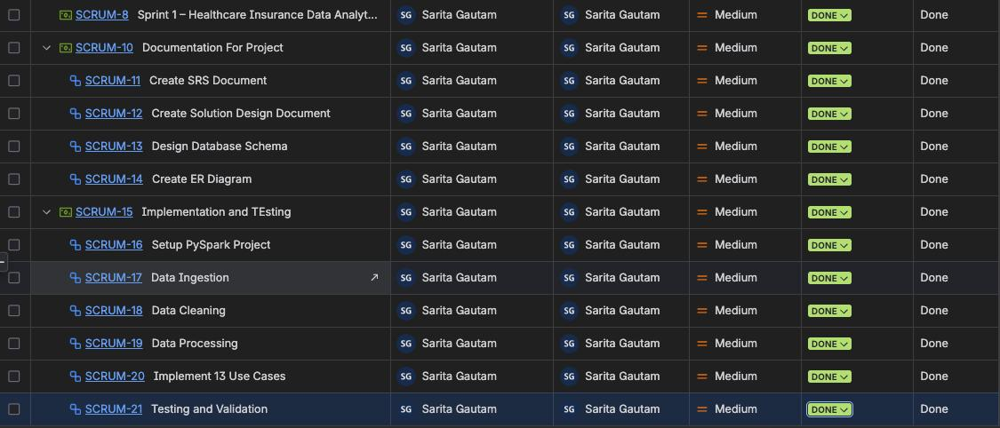 SCRUM-8 Sprint 1 – Healthcare Insurance Data Analyt... SG Sarita Gautam SG Sarita Gautam Medium DONE Done
SCRUM-10 Documentation For Project SG Sarita Gautam SG Sarita Gautam Medium DONE Done
SCRUM-11 Create SRS Document SG Sarita Gautam SG Sarita Gautam Medium DONE Done
SCRUM-12 Create Solution Design Document SG Sarita Gautam SG Sarita Gautam Medium DONE Done
SCRUM-13 Design Database Schema SG Sarita Gautam SG Sarita Gautam Medium DONE Done
SCRUM-14 Create ER Diagram SG Sarita Gautam SG Sarita Gautam Medium DONE Done
SCRUM-15 Implementation and TEsting SG Sarita Gautam SG Sarita Gautam Medium DONE Done
SCRUM-16 Setup PySpark Project SG Sarita Gautam SG Sarita Gautam Medium DONE Done
SCRUM-17 Data Ingestion SG Sarita Gautam SG Sarita Gautam Medium DONE Done
SCRUM-18 Data Cleaning SG Sarita Gautam SG Sarita Gautam Medium DONE Done
SCRUM-19 Data Processing SG Sarita Gautam SG Sarita Gautam Medium DONE Done
SCRUM-20 Implement 13 Use Cases SG Sarita Gautam SG Sarita Gautam Medium DONE Done
SCRUM-21 Testing and Validation SG Sarita Gautam SG Sarita Gautam Medium DONE Done